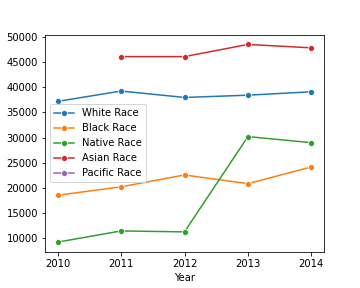 50000
45000
40000
35000
30000
25000
20000
15000
10000
White Race
Black Race
Native Race
Asian Race
Pacific Race
2010 2011 2012 2013 2014
Year